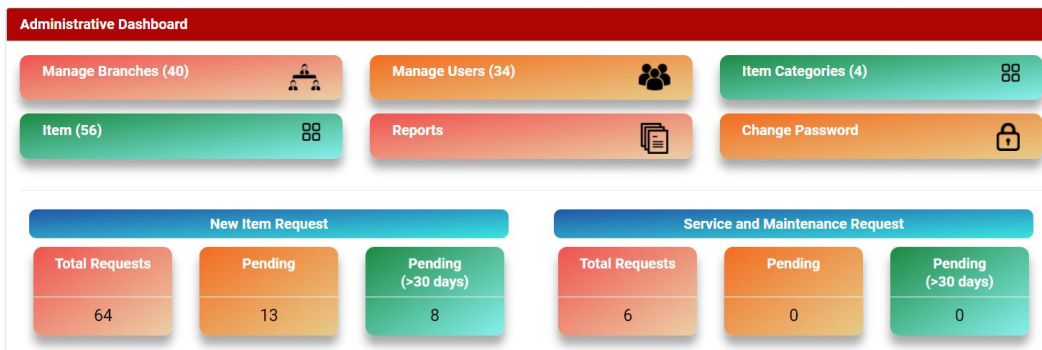 Administrative Dashboard
Manage Branches (40)
Manage Users (34)
Item Categories (4)
Item (56)
Reports
Change Password
New Item Request
Service and Maintenance Request
Total Requests
Pending
Pending
(>30 days)
Total Requests
Pending
Pending
(>30 days)
64
13
8
6
0
0